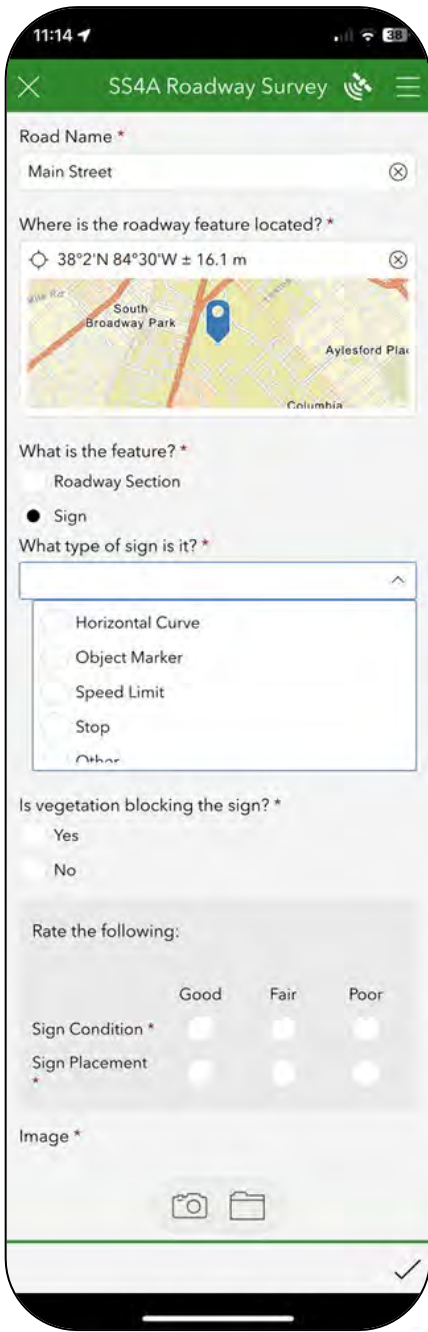 11:14
38
SS4A Roadway Survey
Road Name *
Main Street
Where is the roadway feature located? *
38°2'N 84°30'W ± 16.1 m
South
Broadway Park
Aylesford Pla
Columbia
What is the feature? *
Roadway Section
Sign
What type of sign is it? *
Horizontal Curve
Object Marker
Speed Limit
Stop
Other
Is vegetation blocking the sign? *
Yes
No
Rate the following:
Good Fair Poor
Sign Condition *
Sign Placement
*
Image *